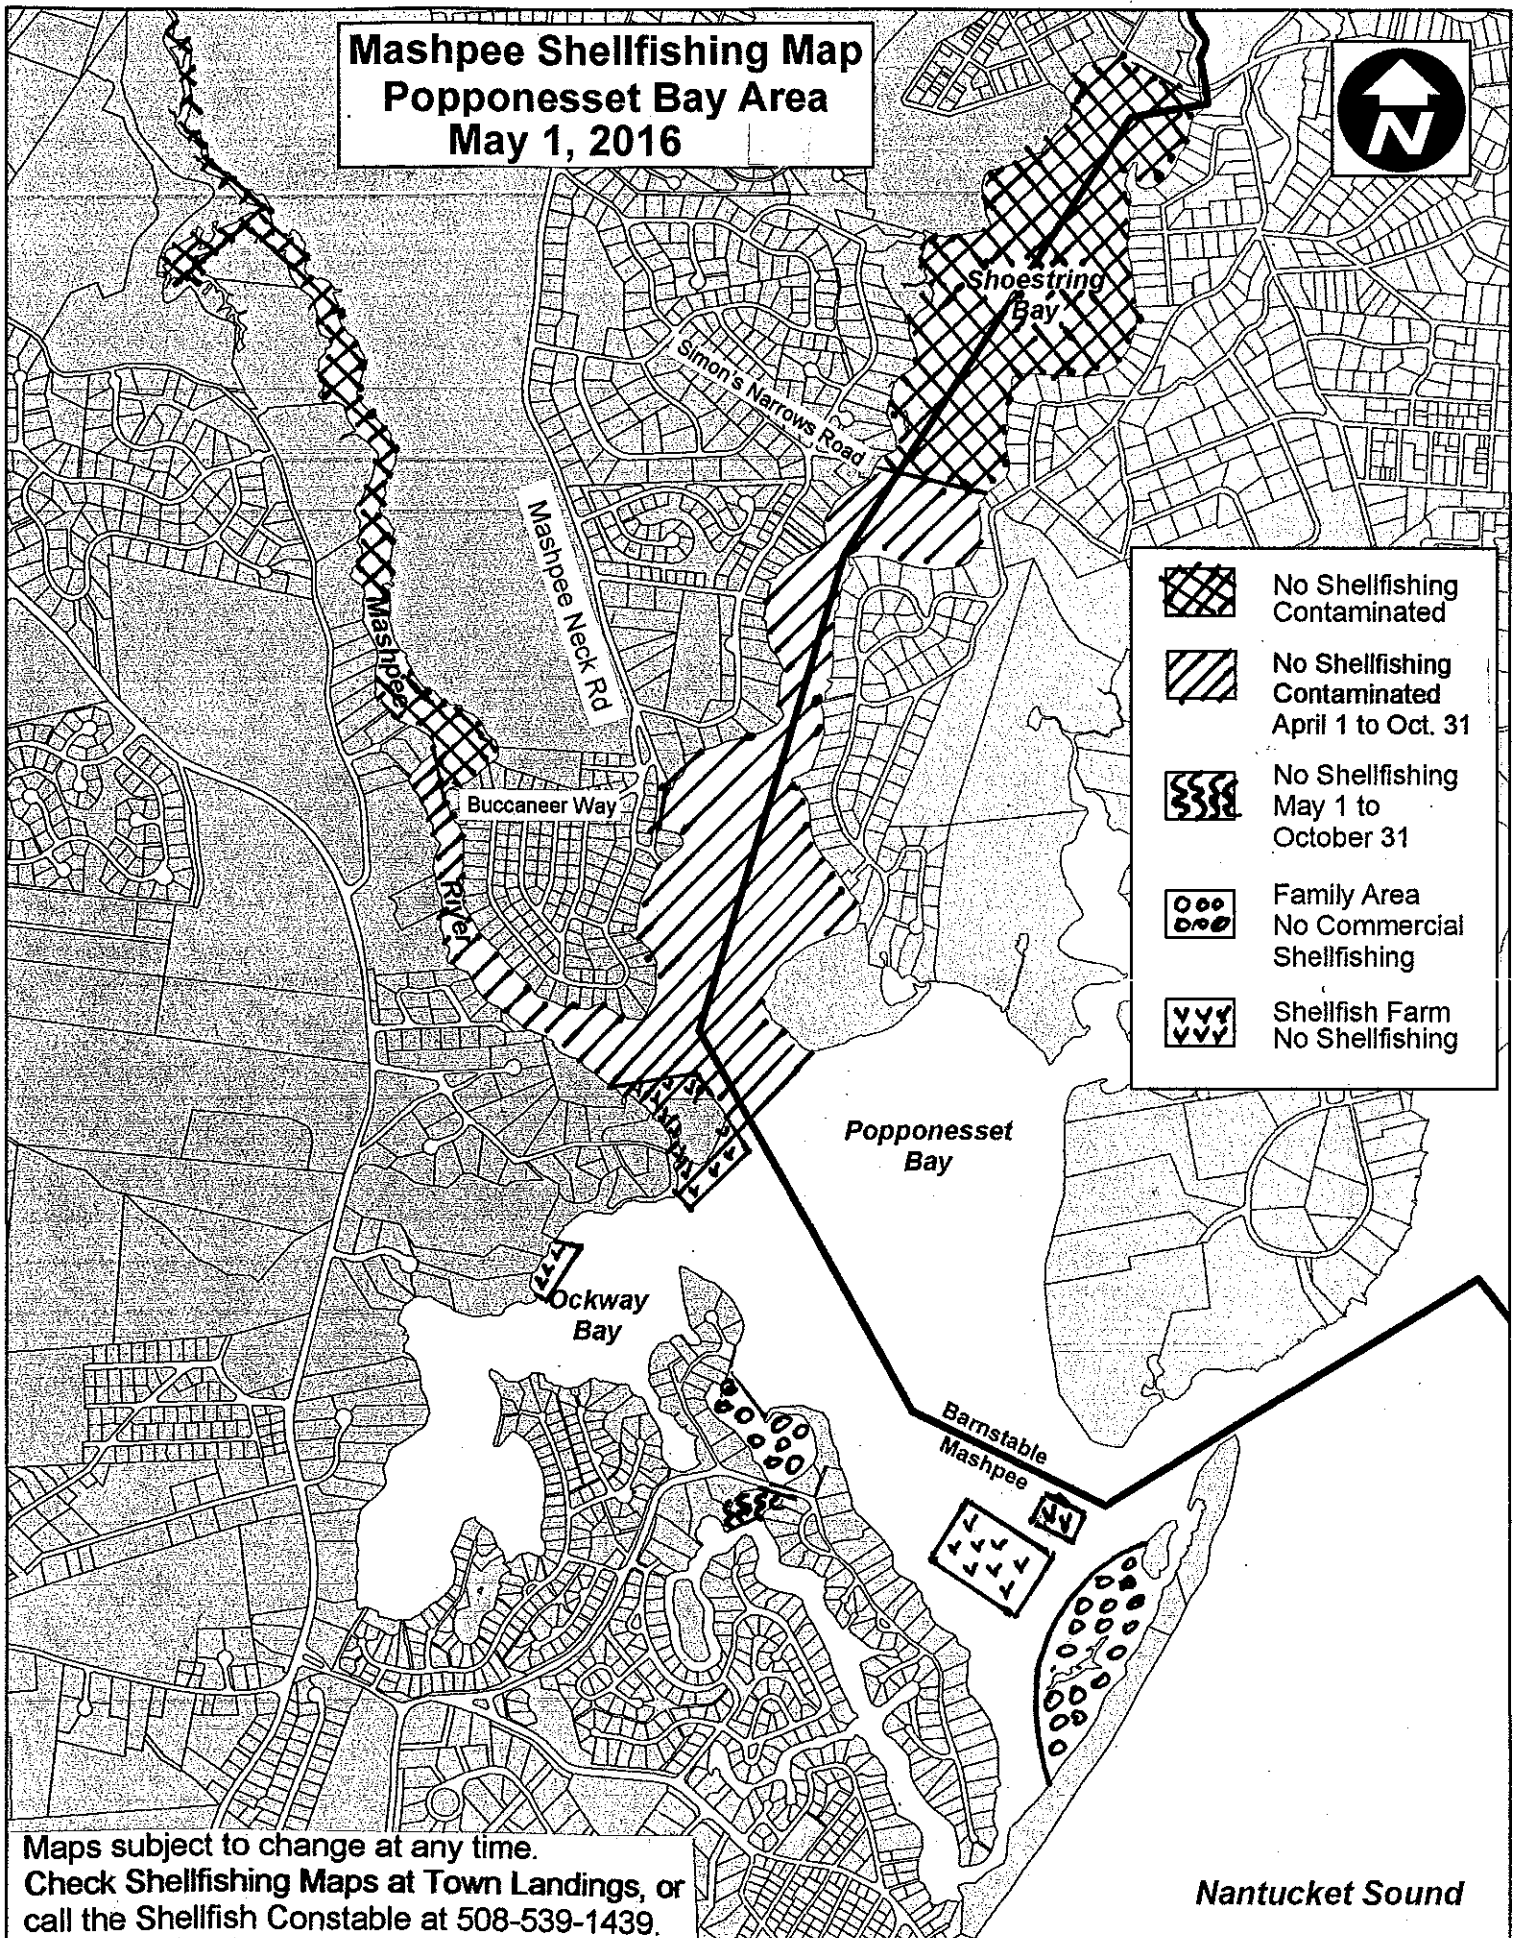 Mashpee Shellfishing Map
Popponesset Bay Area
May 1, 2016
N
Shoestring
Bay
Simon's Narrows Road
Mashpee Neck Rd
Mashpee
River
Buccaneer Way
No Shellfishing
Contaminated
No Shellfishing
Contaminated
April 1 to Oct. 31
No Shellfishing
May 1 to
October 31
Family Area
No Commercial
Shellfishing
Shellfish Farm
No Shellfishing
Popponesset
Bay
Ockway
Bay
Barnstable
Mashpee
Maps subject to change at any time.
Check Shellfishing Maps at Town Landings, or
call the Shellfish Constable at 508-539-1439.
Nantucket Sound